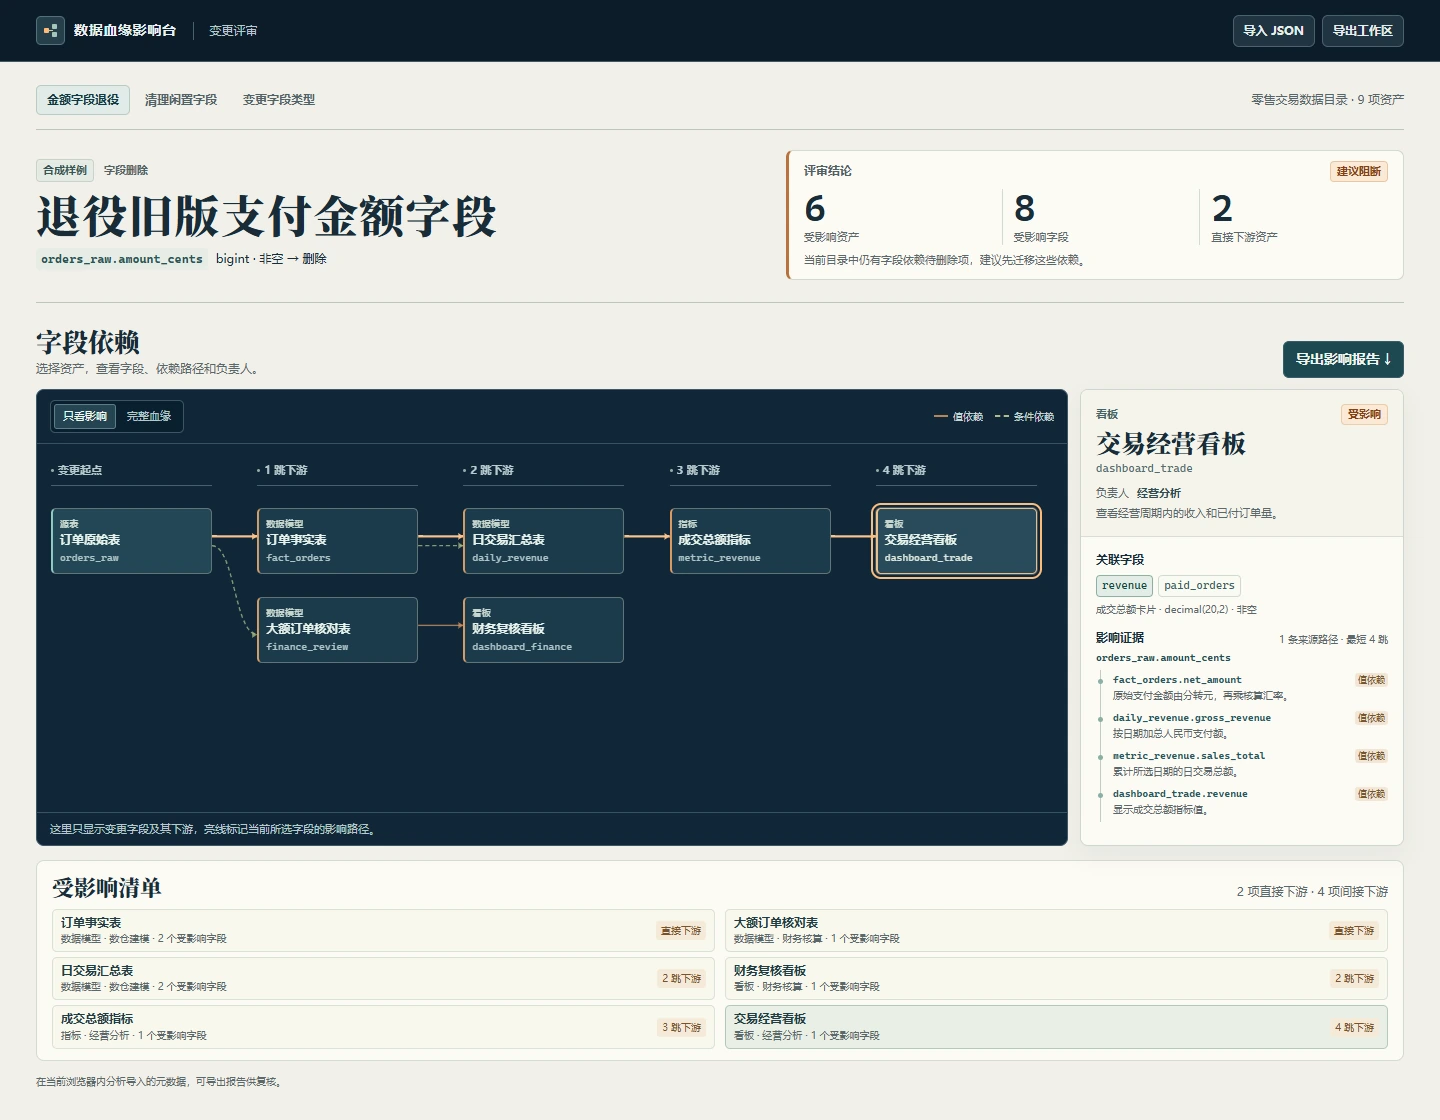 数据血缘影响台
变更评审
导入 JSON
导出工作区
金额字段退役
清理闲置字段
变更字段类型
零售交易数据目录 · 9 项资产
合成样例
字段删除
退役旧版支付金额字段
orders_raw.amount_cents
bigint · 非空 → 删除
评审结论
建议阻断
6
受影响资产
8
受影响字段
2
直接下游资产
当前目录中仍有字段依赖待删除项，建议先迁移这些依赖。
字段依赖
选择资产，查看字段、依赖路径和负责人。
导出影响报告 ↓
只看影响
完整血缘
值依赖
条件依赖
变更起点
1 跳下游
2 跳下游
3 跳下游
4 跳下游
源表
订单原始表
orders_raw
数据模型
订单事实表
fact_orders
数据模型
日交易汇总表
daily_revenue
指标
成交总额指标
metric_revenue
看板
交易经营看板
dashboard_trade
数据模型
大额订单核对表
finance_review
看板
财务复核看板
dashboard_finance
这里只显示变更字段及其下游，亮线标记当前所选字段的影响路径。
看板
受影响
交易经营看板
dashboard_trade
负责人 经营分析
查看经营周期内的收入和已付订单量。
关联字段
revenue
paid_orders
成交总额卡片 · decimal(20,2) · 非空
影响证据
1 条来源路径 · 最短 4 跳
orders_raw.amount_cents
fact_orders.net_amount
值依赖
原始支付金额由分转元，再乘核算汇率。
daily_revenue.gross_revenue
值依赖
按日期加总人民币支付额。
metric_revenue.sales_total
值依赖
累计所选日期的日交易总额。
dashboard_trade.revenue
值依赖
显示成交总额指标值。
受影响清单
2 项直接下游 · 4 项间接下游
订单事实表
数据模型 · 数仓建模 · 2 个受影响字段
直接下游
大额订单核对表
数据模型 · 财务核算 · 1 个受影响字段
直接下游
日交易汇总表
数据模型 · 数仓建模 · 2 个受影响字段
2 跳下游
财务复核看板
看板 · 财务核算 · 1 个受影响字段
2 跳下游
成交总额指标
指标 · 经营分析 · 1 个受影响字段
3 跳下游
交易经营看板
看板 · 经营分析 · 1 个受影响字段
4 跳下游
在当前浏览器内分析导入的元数据，可导出报告供复核。